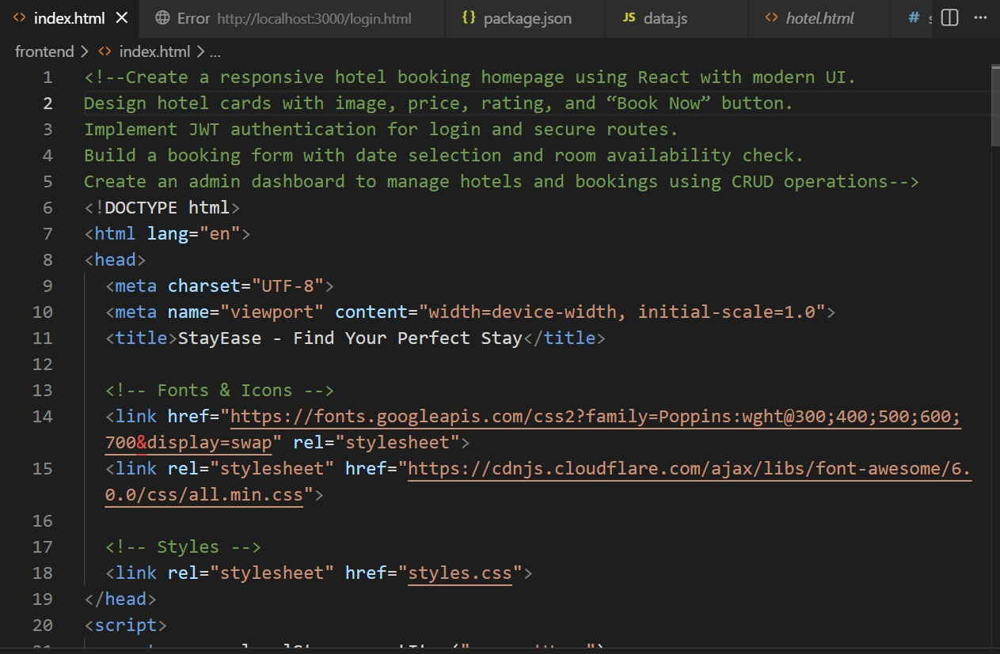 index.html
Error http://localhost:3000/login.html
{} package.json
JS data.js
<> hotel.html
#
frontend > <> index.html > ...
1 <!--Create a responsive hotel booking homepage using React with modern UI.
2 Design hotel cards with image, price, rating, and “Book Now” button.
3 Implement JWT authentication for login and secure routes.
4 Build a booking form with date selection and room availability check.
5 Create an admin dashboard to manage hotels and bookings using CRUD operations-->
6 <!DOCTYPE html>
7 <html lang="en">
8 <head>
9 <meta charset="UTF-8">
10 <meta name="viewport" content="width=device-width, initial-scale=1.0">
11 <title>StayEase - Find Your Perfect Stay</title>
12
13 <!-- Fonts & Icons -->
14 <link href="https://fonts.googleapis.com/css2?family=Poppins:wght@300;400;500;600;
700&display=swap" rel="stylesheet">
15 <link rel="stylesheet" href="https://cdnjs.cloudflare.com/ajax/libs/font-awesome/6.
0.0/css/all.min.css">
16
17 <!-- Styles -->
18 <link rel="stylesheet" href="styles.css">
19 </head>
20 <script>